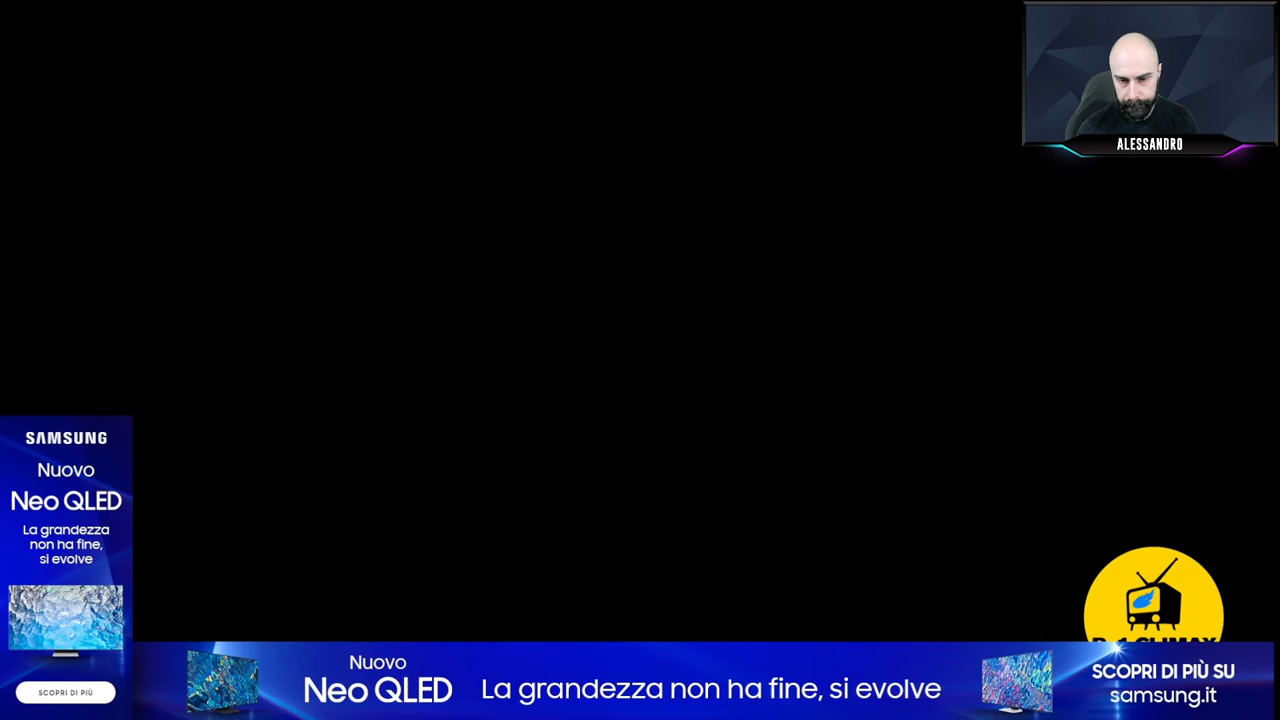 ALESSANDRO
SAMSUNG
Nuovo
Neo QLED
La grandezza
non ha fine,
si evolve
SCOPRI DI PIÙ
Nuovo
Neo QLED
La grandezza non ha fine, si evolve
SCOPRI DI PIÙ SU
samsung.it
CLIMAX